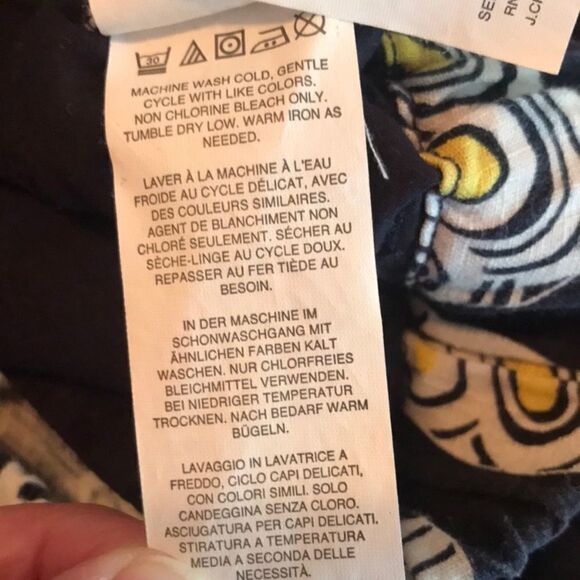 SE
RN
J.C
30
MACHINE WASH COLD, GENTLE
CYCLE WITH LIKE COLORS.
NON CHLORINE BLEACH ONLY.
TUMBLE DRY LOW. WARM IRON AS
NEEDED.
LAVER À LA MACHINE À L'EAU
FROIDE AU CYCLE DÉLICAT, AVEC
DES COULEURS SIMILAIRES.
AGENT DE BLANCHIMENT NON
CHLORÉ SEULEMENT. SÉCHER AU
SÈCHE-LINGE AU CYCLE DOUX.
REPASSER AU FER TIÈDE AU
BESOIN.
IN DER MASCHINE IM
SCHONWASCHGANG MIT
ÄHNLICHEN FARBEN KALT
WASCHEN. NUR CHLORFREIES
BLEICHMITTEL VERWENDEN.
BEI NIEDRIGER TEMPERATUR
TROCKNEN. NACH BEDARF WARM
BÜGELN.
LAVAGGIO IN LAVATRICE A
FREDDO, CICLO CAPI DELICATI,
CON COLORI SIMILI. SOLO
CANDEGGINA SENZA CLORO.
ASCIUGATURA PER CAPI DELICATI.
STIRATURA A TEMPERATURA
MEDIA A SECONDA DELLE
NECESSITÀ.